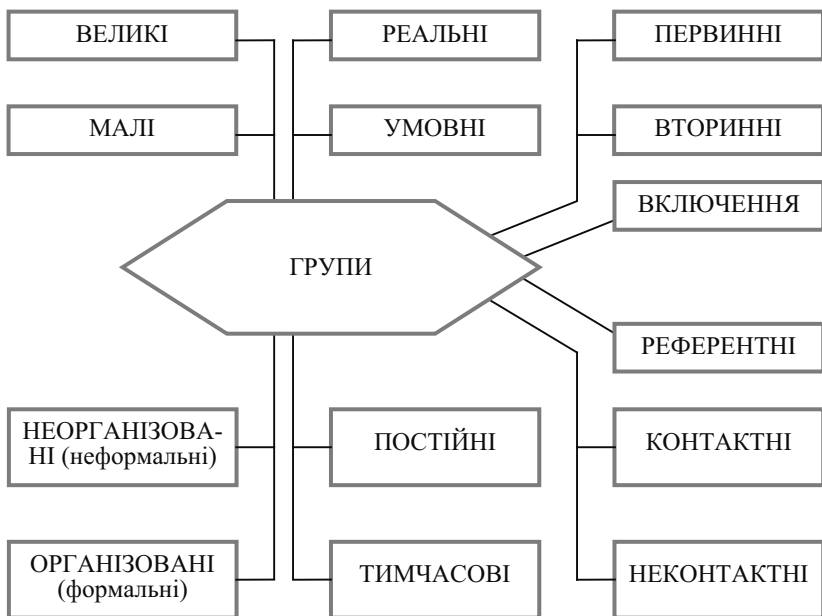 ВЕЛИКІ
РЕАЛЬНІ
ПЕРВИННІ
МАЛІ
УМОВНІ
ВТОРИННІ
ВКЛЮЧЕННЯ
ГРУПИ
РЕФЕРЕНТНІ
НЕОРГАНІЗОВА-
НІ (неформальні)
ПОСТІЙНІ
КОНТАКТНІ
ОРГАНІЗОВАНІ
(формальні)
ТИМЧАСОВІ
НЕКОНТАКТНІ